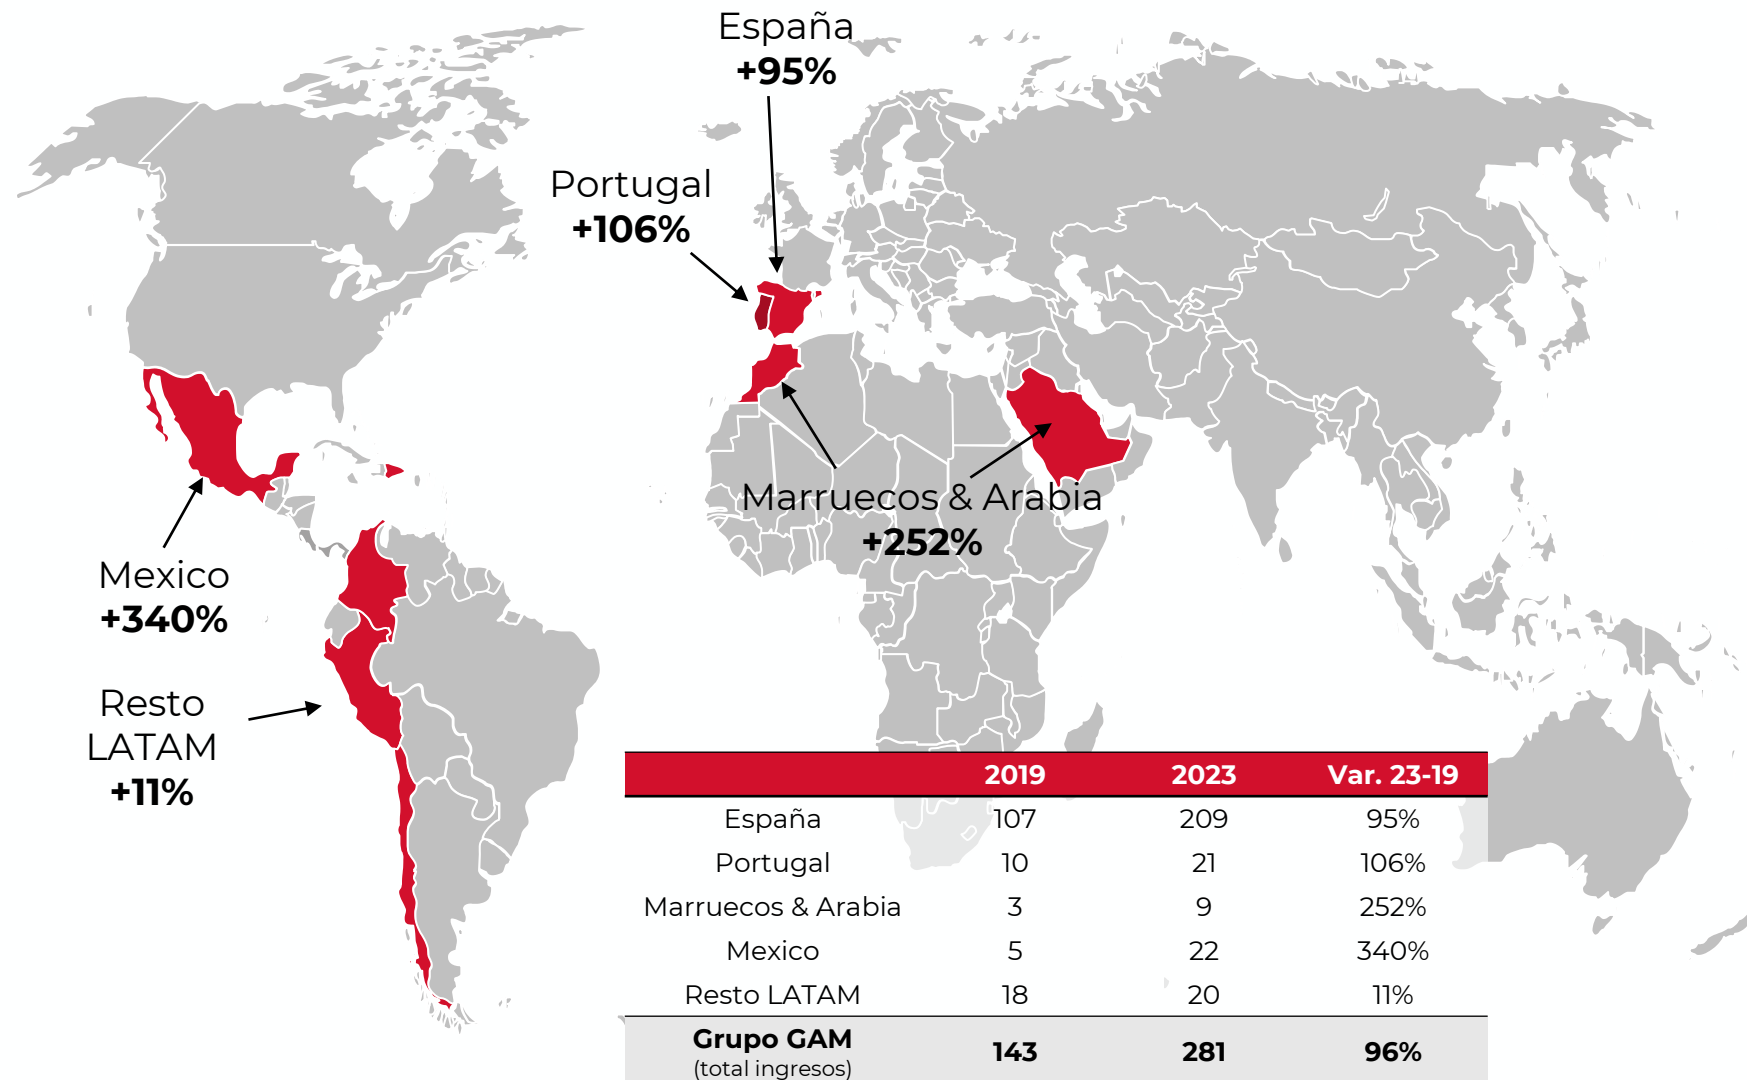 España
+95%
Portugal
+106%
Marruecos & Arabia
+252%
Mexico
+340%
Resto
LATAM
+11%
2019 2023 Var. 23-19
España 107 209 95%
Portugal 10 21 106%
Marruecos & Arabia 3 9 252%
Mexico 5 22 340%
Resto LATAM 18 20 11%
Grupo GAM 143 281 96%
(total ingresos)